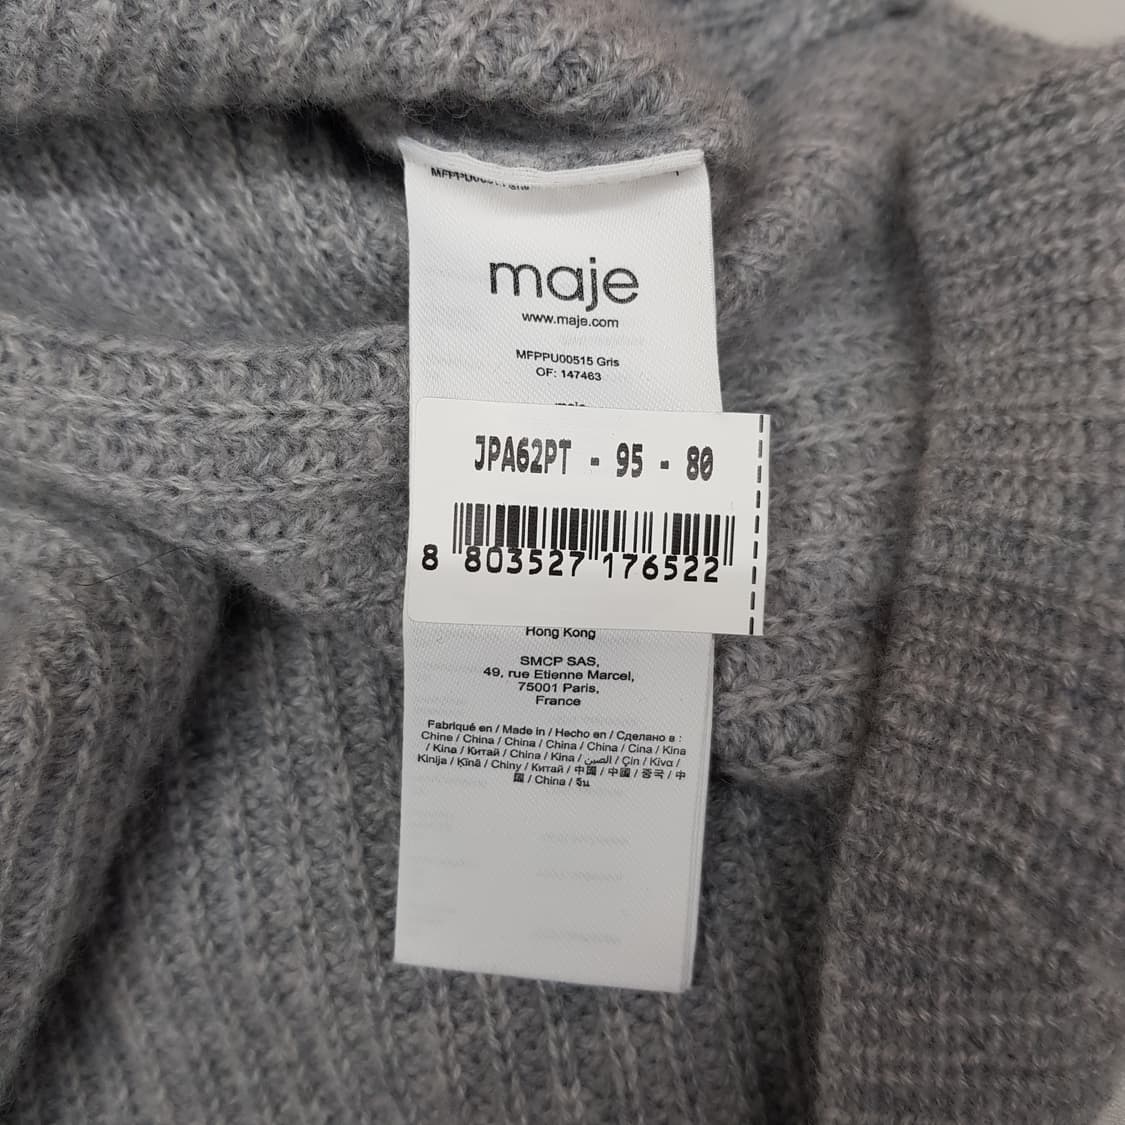 maje
www.maje.com
MFPPU00515 Gris
OF: 147463
JPA62PT - 95 - 80
8 803527 176522
Hong Kong
SMCP SAS,
49, rue Etienne Marcel,
75001 Paris,
France
Fabriqué en / Made in / Hecho en / Сделано в :
Chine / China / China / China / China / Cina / Kina
/ Kina / Китай / China / Kina / الصين / Çin / Kíva /
Kinija / Ķīnā / Chiny / Китай / 中國 / 中國 / 중국 / 中
国 / China / จีน